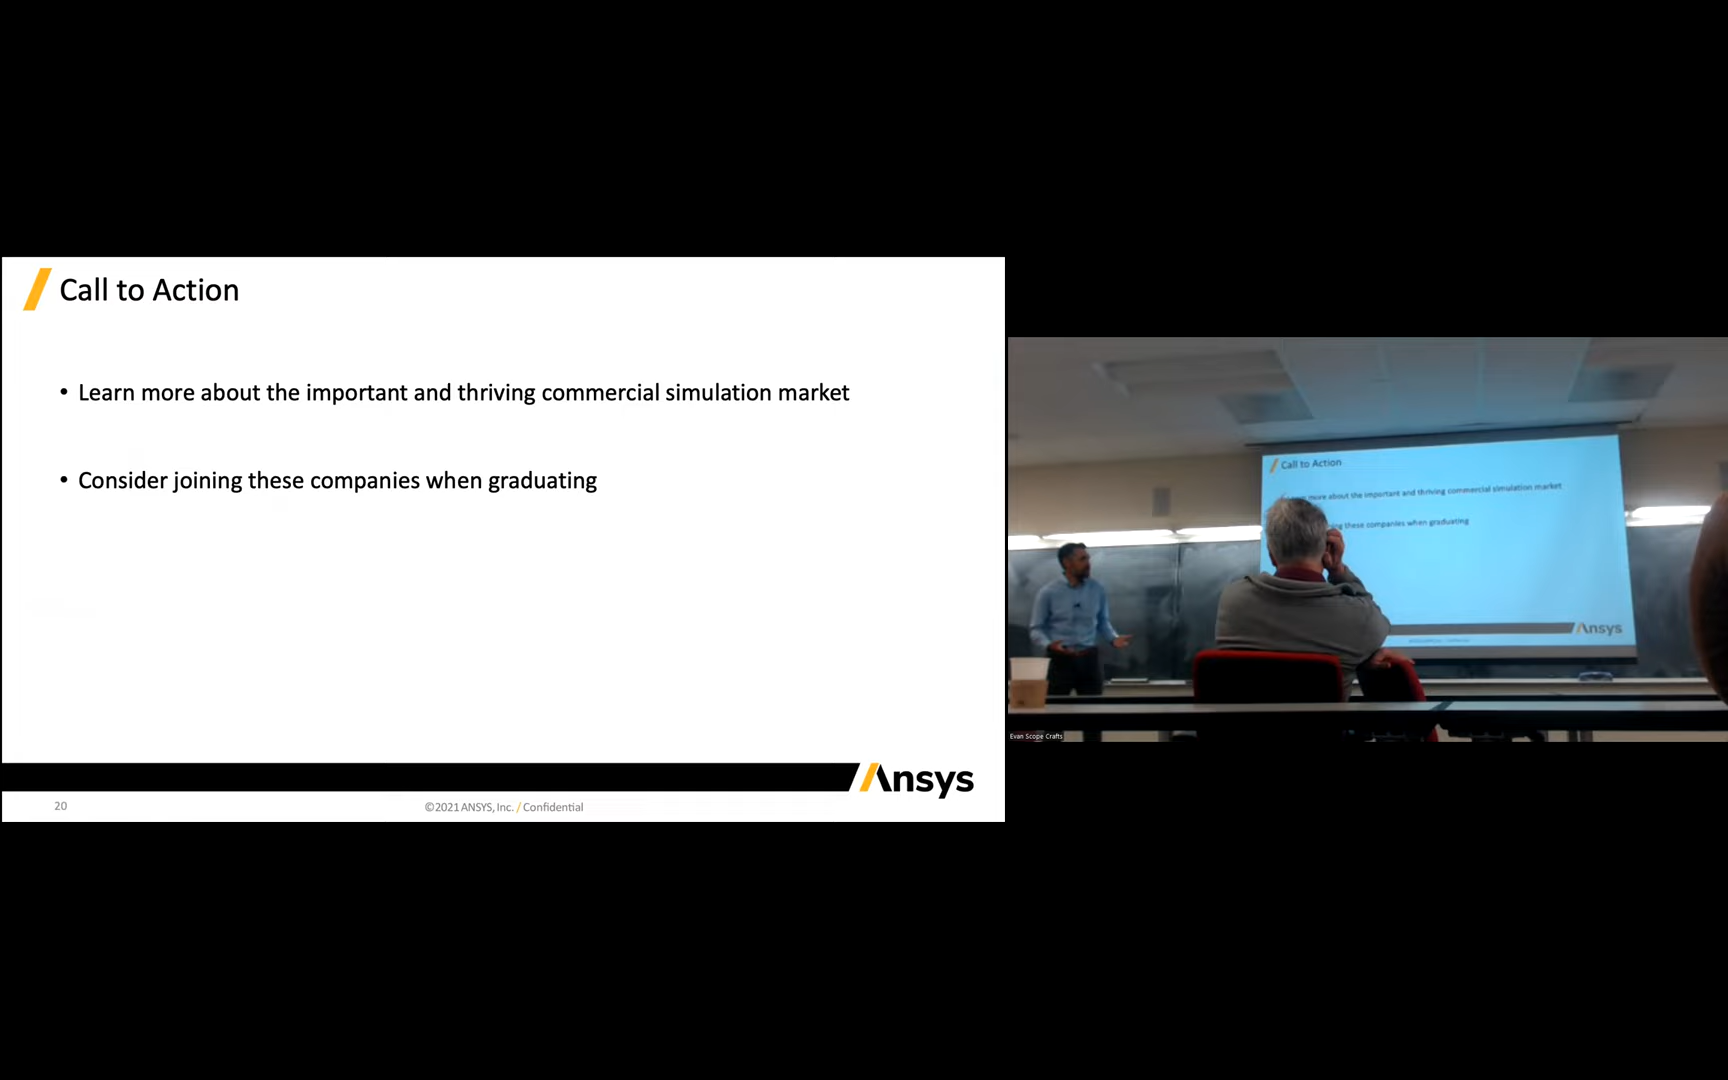 Call to Action
• Learn more about the important and thriving commercial simulation market
• Consider joining these companies when graduating
Ansys
20
©2021 ANSYS, Inc. / Confidential
Call to Action
more about the important and thriving commercial simulation market
these companies when graduating
Ansys
Evan Scope Crafts